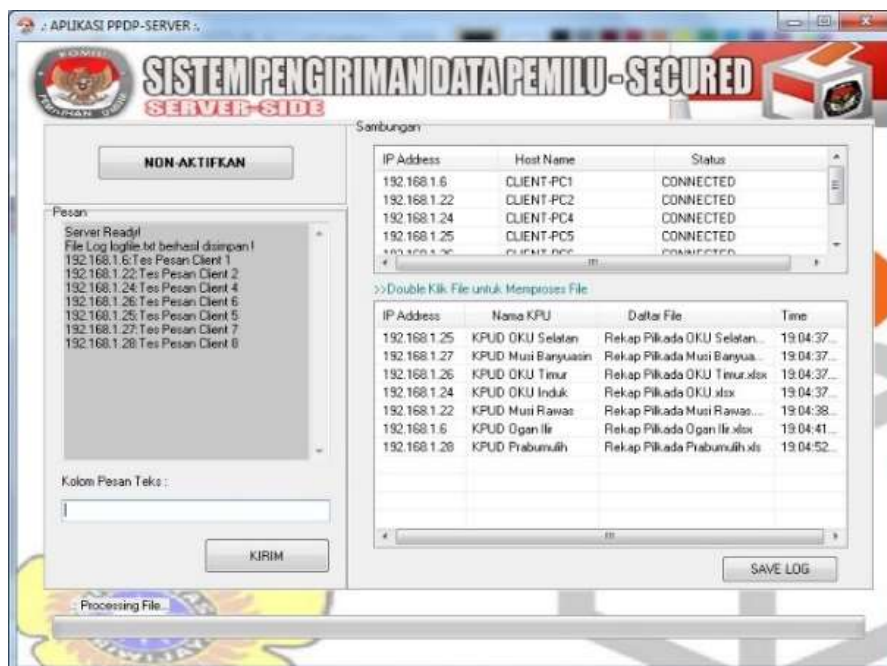 .: APLIKASI PPDP-SERVER :.
KOMISI
PEMILIHAN UMUM
SISTEM PENGIRIMAN DATA PEMILU - SECURED
SERVER-SIDE
NON-AKTIFKAN
Pesan
Server Ready!
File Log logfile.txt berhasil disimpan !
192.168.1.6:Tes Pesan Client 1
192.168.1.22:Tes Pesan Client 2
192.168.1.24:Tes Pesan Client 4
192.168.1.26:Tes Pesan Client 6
192.168.1.25:Tes Pesan Client 5
192.168.1.27:Tes Pesan Client 7
192.168.1.28:Tes Pesan Client 8
Kolom Pesan Teks :
KIRIM
Sambungan
IP Address Host Name Status
192.168.1.6 CLIENT-PC1 CONNECTED
192.168.1.22 CLIENT-PC2 CONNECTED
192.168.1.24 CLIENT-PC4 CONNECTED
192.168.1.25 CLIENT-PC5 CONNECTED
192.168.1.26 CLIENT-PC6 CONNECTED
>>Double Klik File untuk Memproses File
IP Address Nama KPU Daftar File Time
192.168.1.25 KPUD OKU Selatan Rekap Pilkada OKU Selatan... 19:04:37...
192.168.1.27 KPUD Musi Banyuasin Rekap Pilkada Musi Banyua... 19:04:37...
192.168.1.26 KPUD OKU Timur Rekap Pilkada OKU Timur.xlsx 19:04:37...
192.168.1.24 KPUD OKU Induk Rekap Pilkada OKU.xlsx 19:04:37...
192.168.1.22 KPUD Musi Rawas Rekap Pilkada Musi Rawas.... 19:04:38...
192.168.1.6 KPUD Ogan Ilir Rekap Pilkada Ogan Ilir.xlsx 19:04:41...
192.168.1.28 KPUD Prabumulih Rekap Pilkada Prabumulih.xls 19:04:52...
SAVE LOG
.: Processing File...